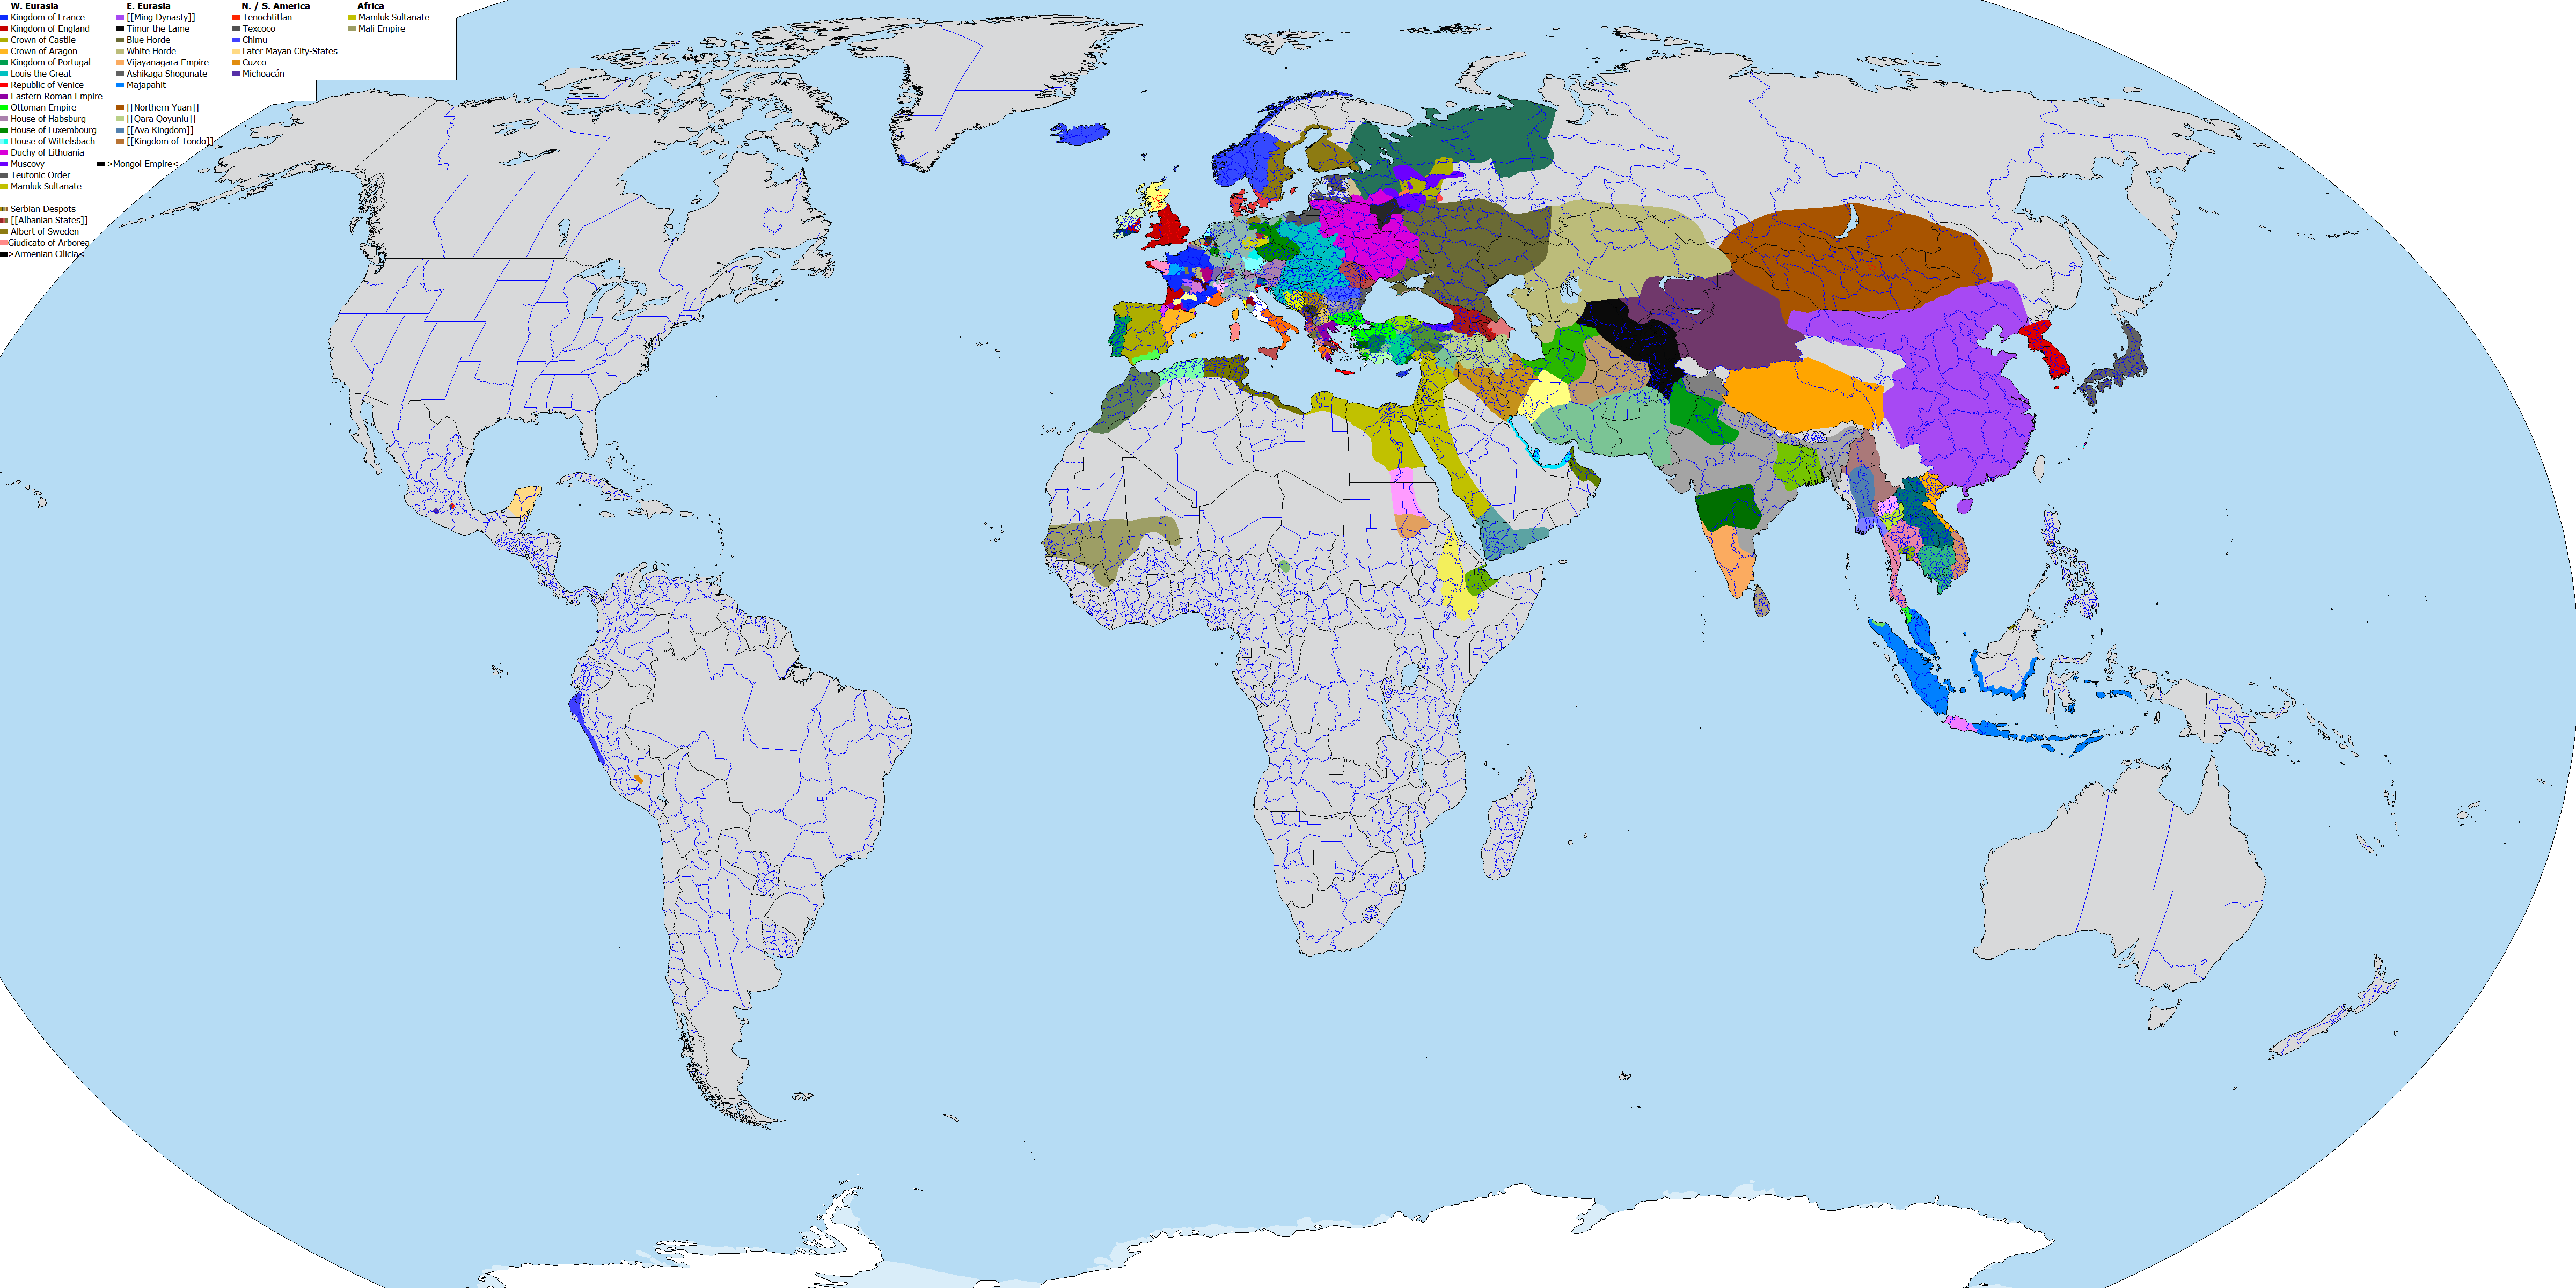 W. Eurasia
Kingdom of France
Kingdom of England
Crown of Castile
Crown of Aragon
Kingdom of Portugal
Louis the Great
Republic of Venice
Eastern Roman Empire
Ottoman Empire
House of Habsburg
House of Luxembourg
House of Wittelsbach
Duchy of Lithuania
Muscovy
Teutonic Order
Mamluk Sultanate
Serbian Despots
[[Albanian States]]
Albert of Sweden
Giudicato of Arborea
>Armenian Cilicia<
E. Eurasia
[[Ming Dynasty]]
Timur the Lame
Blue Horde
White Horde
Vijayanagara Empire
Ashikaga Shogunate
Majapahit
[[Northern Yuan]]
[[Qara Qoyunlu]]
[[Ava Kingdom]]
[[Kingdom of Tondo]]
>Mongol Empire<
N. / S. America
Tenochtitlan
Texcoco
Chimu
Later Mayan City-States
Cuzco
Michoacán
Africa
Mamluk Sultanate
Mali Empire